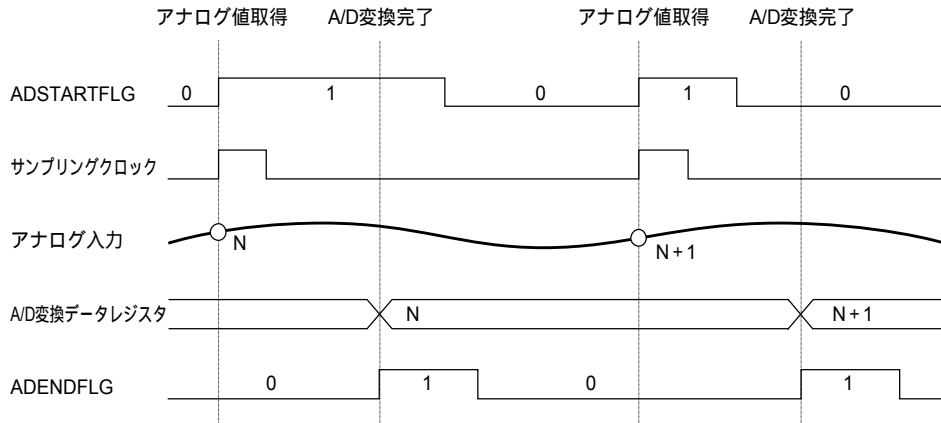 アナログ値取得 A/D変換完了 アナログ値取得 A/D変換完了
ADSTARTFLG 0 1 0 1 0
サンプリングクロック
アナログ入力 N N+1
A/D変換データレジスタ N N+1
ADENDFLG 0 1 0 1